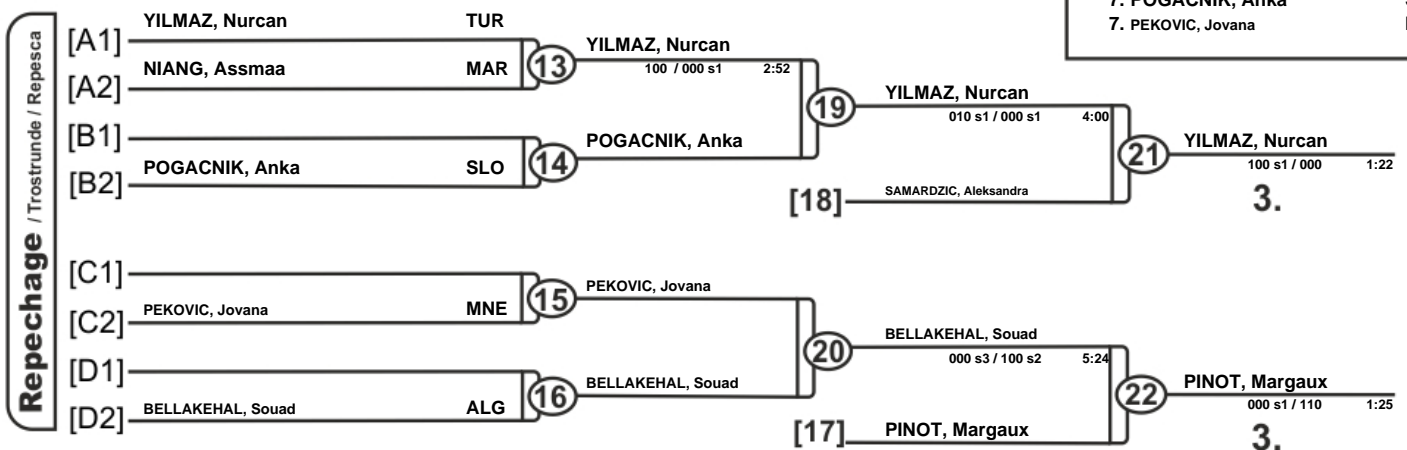 7. POGACNIK, Anka
7. PEKOVIC, Jovana
Repechage / Trostrunde / Repesca
[A1] YILMAZ, Nurcan TUR
[A2] NIANG, Assmaa MAR
13
YILMAZ, Nurcan
100 / 000 s1 2:52
[B1]
[B2] POGACNIK, Anka SLO
14
POGACNIK, Anka
19
YILMAZ, Nurcan
010 s1 / 000 s1 4:00
[18] SAMARDZIC, Aleksandra
21
YILMAZ, Nurcan
100 s1 / 000 1:22
3.
[C1]
[C2] PEKOVIC, Jovana MNE
15
PEKOVIC, Jovana
[D1]
[D2] BELLAKEHAL, Souad ALG
16
BELLAKEHAL, Souad
20
BELLAKEHAL, Souad
000 s3 / 100 s2 5:24
[17] PINOT, Margaux
22
PINOT, Margaux
000 s1 / 110 1:25
3.